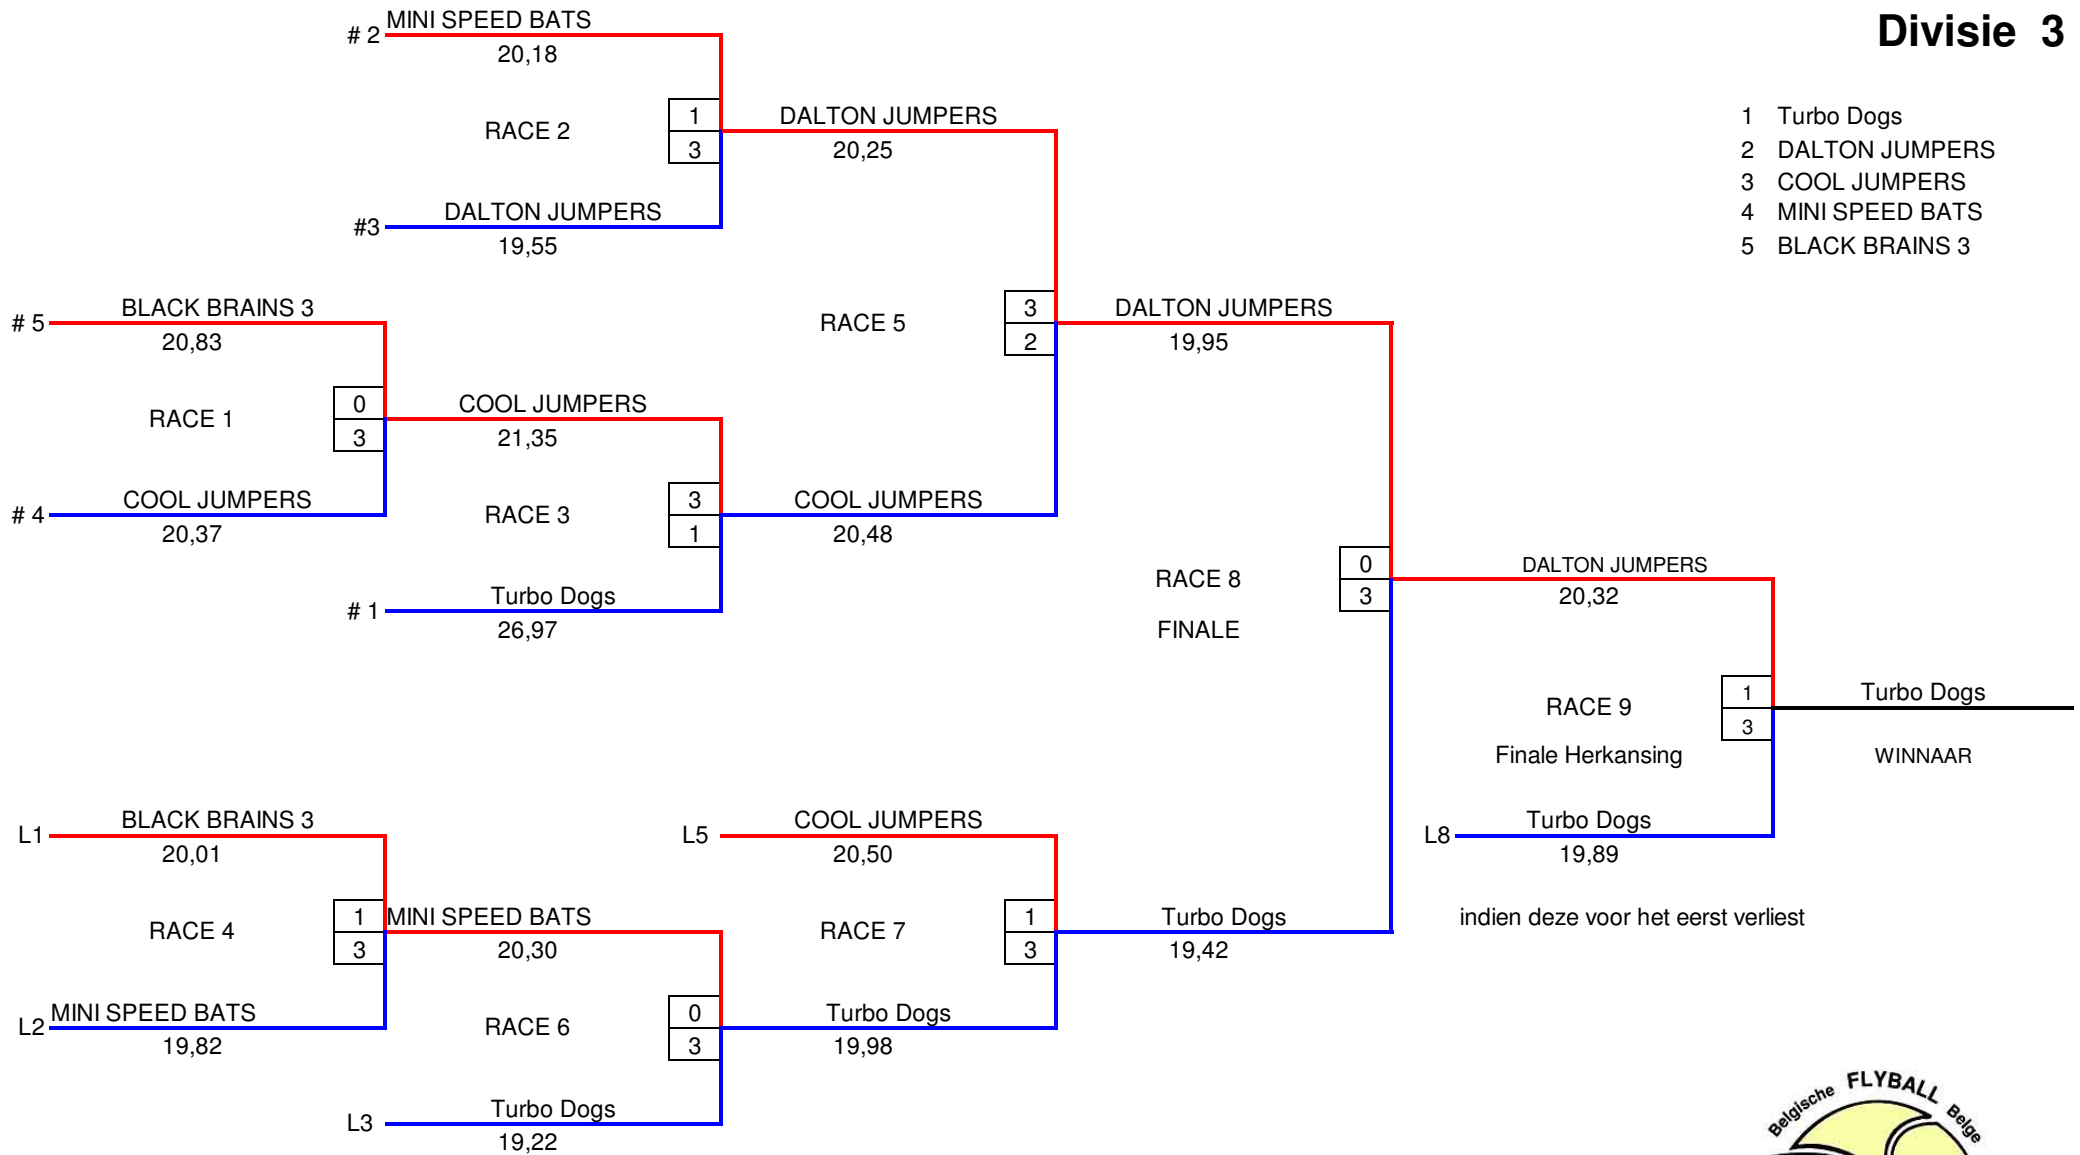 Divisie 3
1 Turbo Dogs
2 DALTON JUMPERS
3 COOL JUMPERS
4 MINI SPEED BATS
5 BLACK BRAINS 3
# 2 MINI SPEED BATS
20,18
RACE 2
1
3
#3 DALTON JUMPERS
19,55
DALTON JUMPERS
20,25
# 5 BLACK BRAINS 3
20,83
RACE 1
0
3
# 4 COOL JUMPERS
20,37
COOL JUMPERS
21,35
RACE 3
3
1
# 1 Turbo Dogs
26,97
COOL JUMPERS
20,48
RACE 5
3
2
DALTON JUMPERS
19,95
RACE 8
FINALE
0
3
DALTON JUMPERS
20,32
RACE 9
Finale Herkansing
1
3
Turbo Dogs
WINNAAR
L8 Turbo Dogs
19,89
indien deze voor het eerst verliest
L1 BLACK BRAINS 3
20,01
RACE 4
1
3
L2 MINI SPEED BATS
19,82
MINI SPEED BATS
20,30
RACE 6
0
3
L3 Turbo Dogs
19,22
L5 COOL JUMPERS
20,50
RACE 7
1
3
Turbo Dogs
19,98
Turbo Dogs
19,42
Belgische FLYBALL Belge